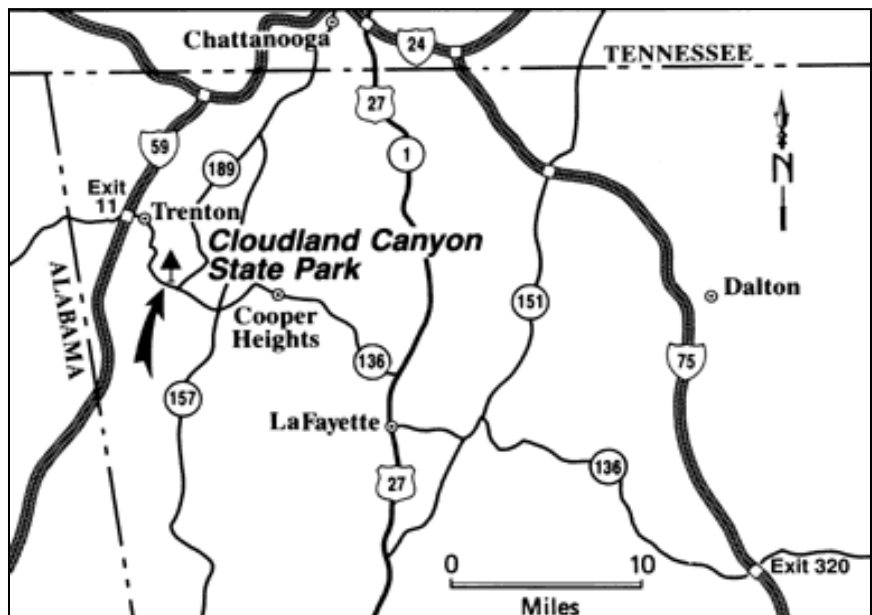 Chattanooga
24
TENNESSEE
27
59
1
N
189
Exit
11
Trenton
Cloudland Canyon
State Park
ALABAMA
Cooper
Heights
151
Dalton
136
75
157
LaFayette
136
27
0 10
Miles
Exit 320